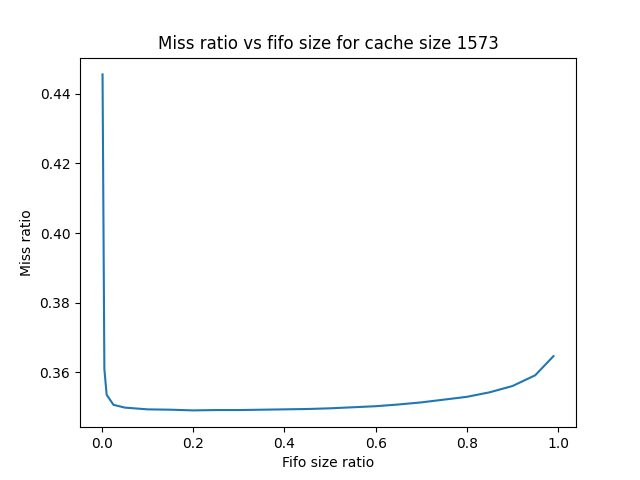 Miss ratio vs fifo size for cache size 1573
0.44
0.42
0.40
0.38
0.36
Miss ratio
0.0 0.2 0.4 0.6 0.8 1.0
Fifo size ratio